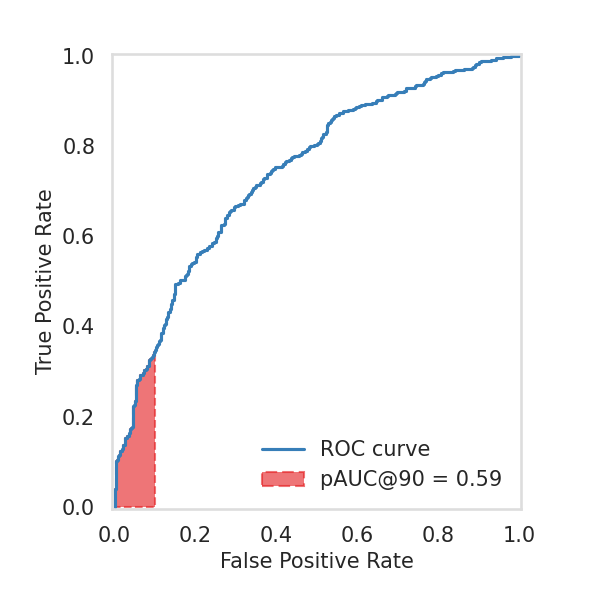 1.0
0.8
0.6
0.4
0.2
0.0
True Positive Rate
ROC curve
pAUC@90 = 0.59
0.0 0.2 0.4 0.6 0.8 1.0
False Positive Rate